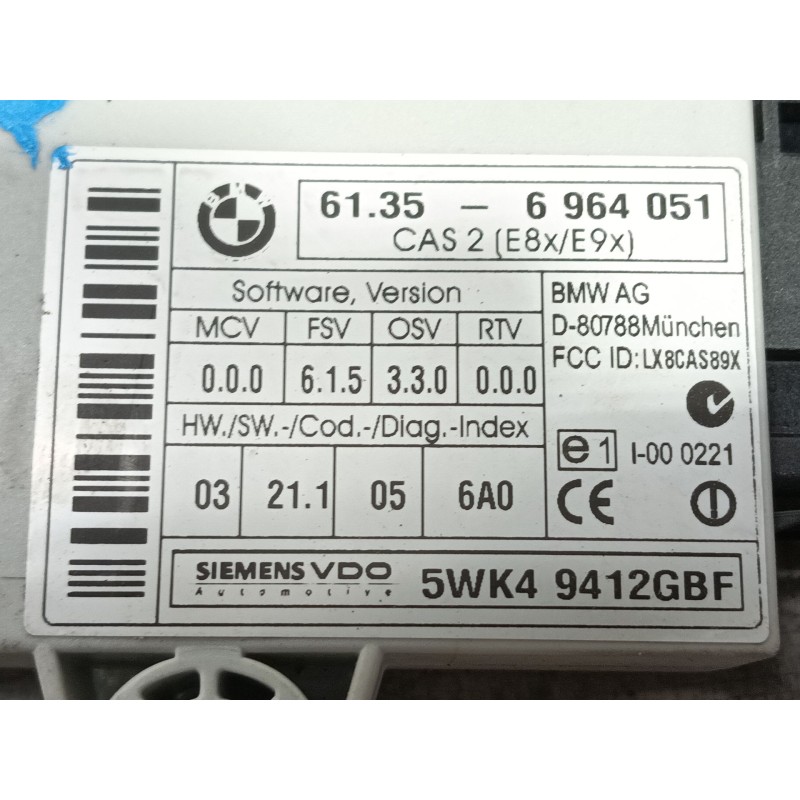 BMW
61.35 – 6 964 051
CAS 2 (E8x/E9x)
Software, Version
MCV FSV OSV RTV
0.0.0 6.1.5 3.3.0 0.0.0
HW./SW.-/Cod.-/Diag.-Index
03 21.1 05 6A0
BMW AG
D-80788München
FCC ID: LX8CAS89X
e1 I-00 0221
CE
SIEMENS VDO
Automotive
5WK4 9412GBF